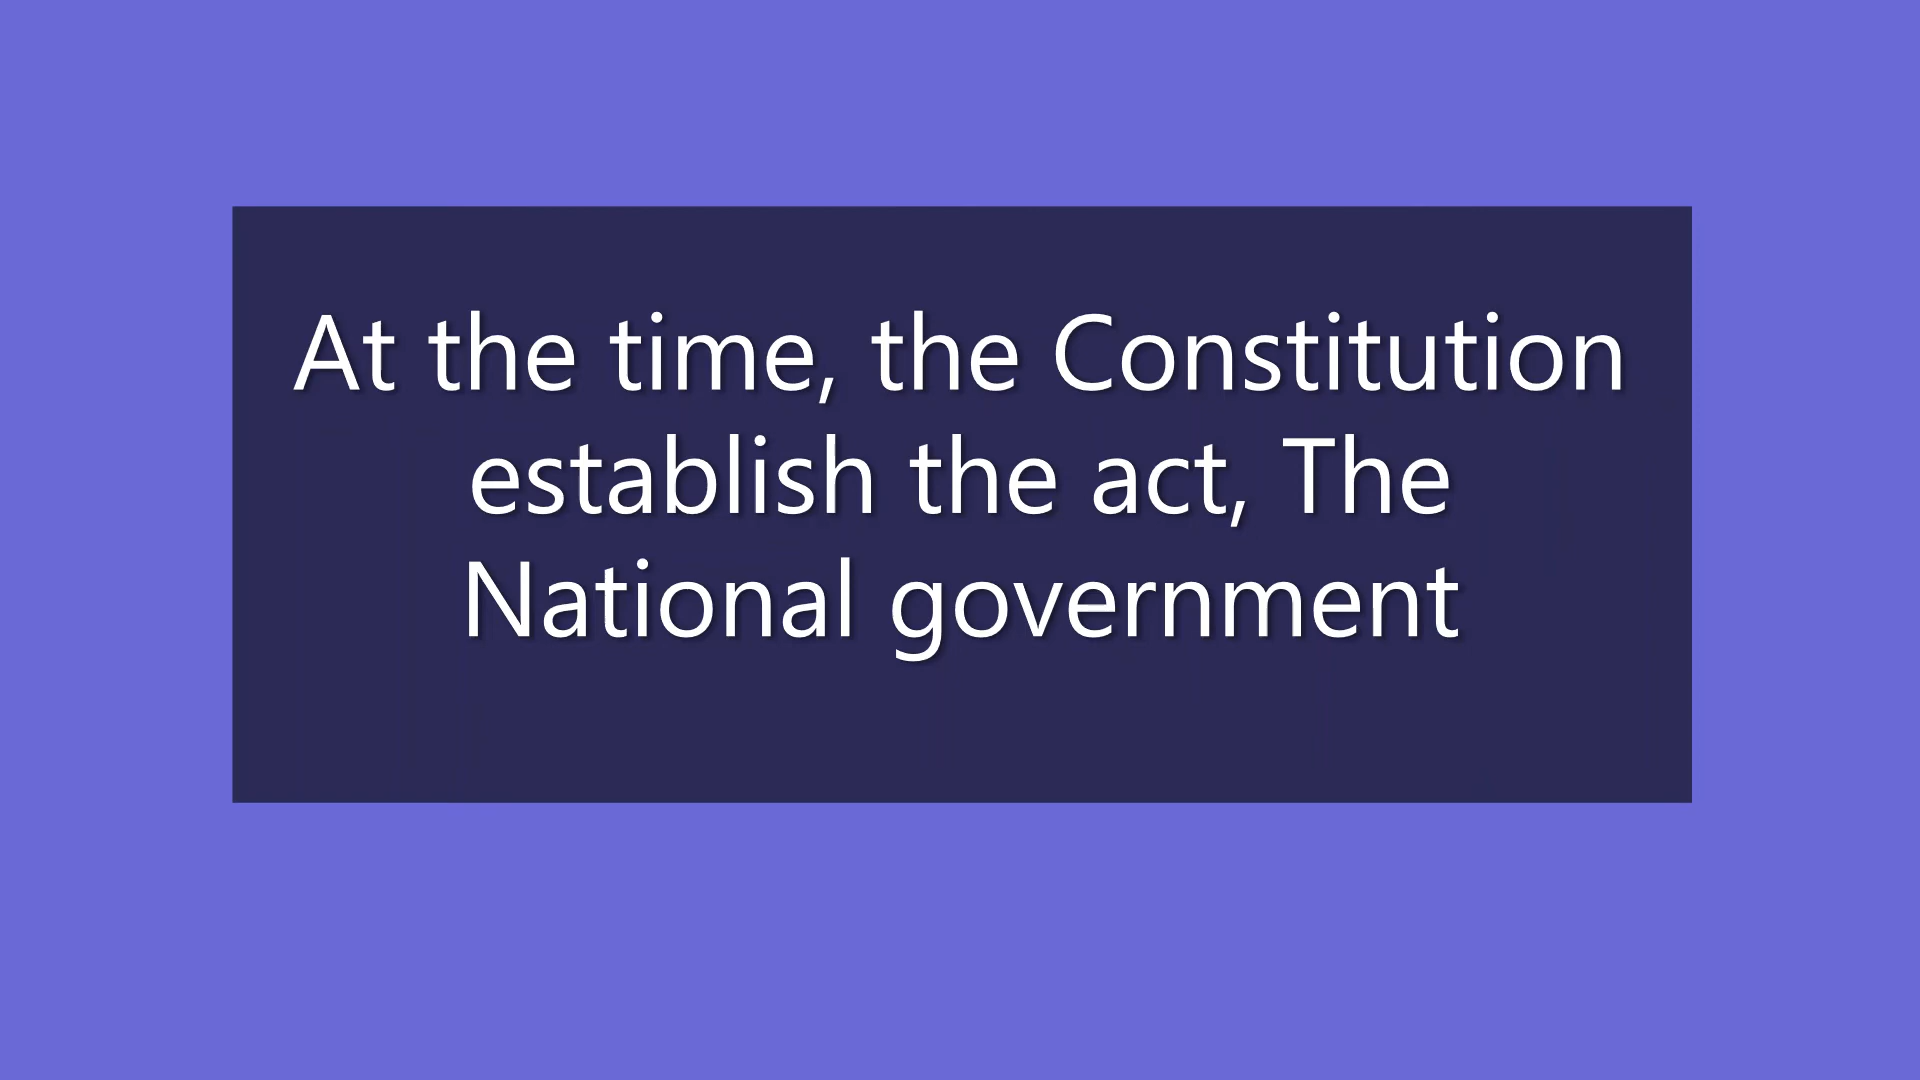 At the time, the Constitution
establish the act, The
National government